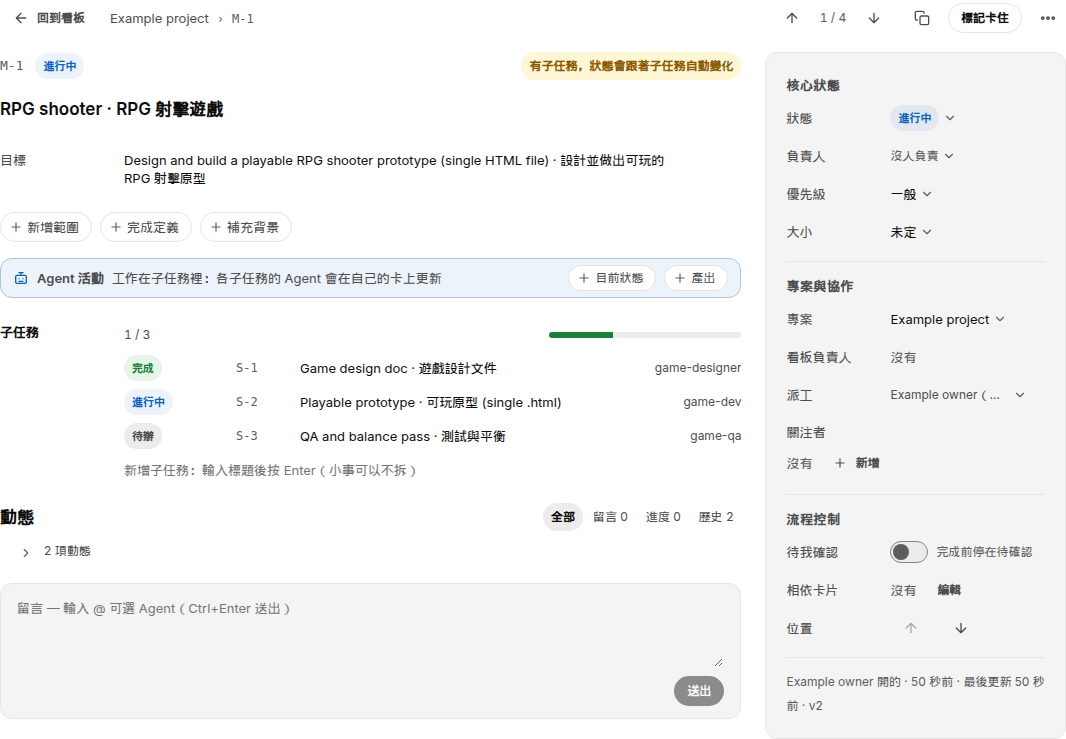 回到看板 Example project › M-1 1 / 4 標記卡住
M-1 進行中 有子任務，狀態會跟著子任務自動變化
RPG shooter · RPG 射擊遊戲
目標 Design and build a playable RPG shooter prototype (single HTML file) · 設計並做出可玩的
RPG 射擊原型
新增範圍 完成定義 補充背景
Agent 活動 工作在子任務裡：各子任務的 Agent 會在自己的卡上更新 目前狀態 產出
子任務 1 / 3
完成 S-1 Game design doc · 遊戲設計文件 game-designer
進行中 S-2 Playable prototype · 可玩原型 (single .html) game-dev
待辦 S-3 QA and balance pass · 測試與平衡 game-qa
新增子任務：輸入標題後按 Enter（小事可以不拆）
動態 全部 留言 0 進度 0 歷史 2
2 項動態
留言 — 輸入 @ 可選 Agent（Ctrl+Enter 送出）
送出
核心狀態
狀態 進行中
負責人 沒人負責
優先級 一般
大小 未定
專案與協作
專案 Example project
看板負責人 沒有
派工 Example owner（...
關注者
沒有 新增
流程控制
待我確認 完成前停在待確認
相依卡片 沒有 編輯
位置
Example owner 開的 · 50 秒前 · 最後更新 50 秒
前 · v2